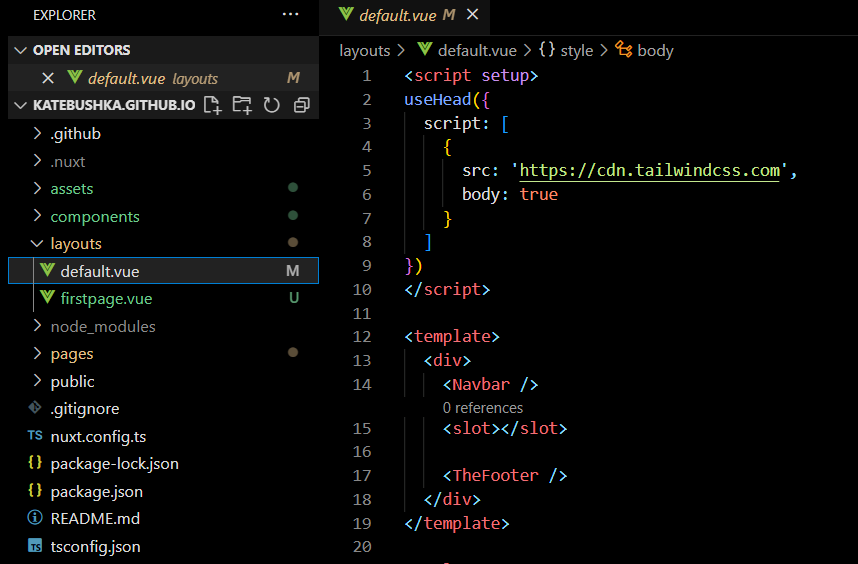 EXPLORER ...
OPEN EDITORS
default.vue layouts M
KATEBUSHKA.GITHUB.IO
.github
.nuxt
assets
components
layouts
default.vue M
firstpage.vue U
node_modules
pages
public
.gitignore
TS nuxt.config.ts
{} package-lock.json
{} package.json
README.md
TS tsconfig.json
default.vue M
layouts > default.vue > {} style > body
1 <script setup>
2 useHead({
3 script: [
4 {
5 src: 'https://cdn.tailwindcss.com',
6 body: true
7 }
8 ]
9 })
10 </script>
11
12 <template>
13 <div>
14 <Navbar />
0 references
15 <slot></slot>
16
17 <TheFooter />
18 </div>
19 </template>
20